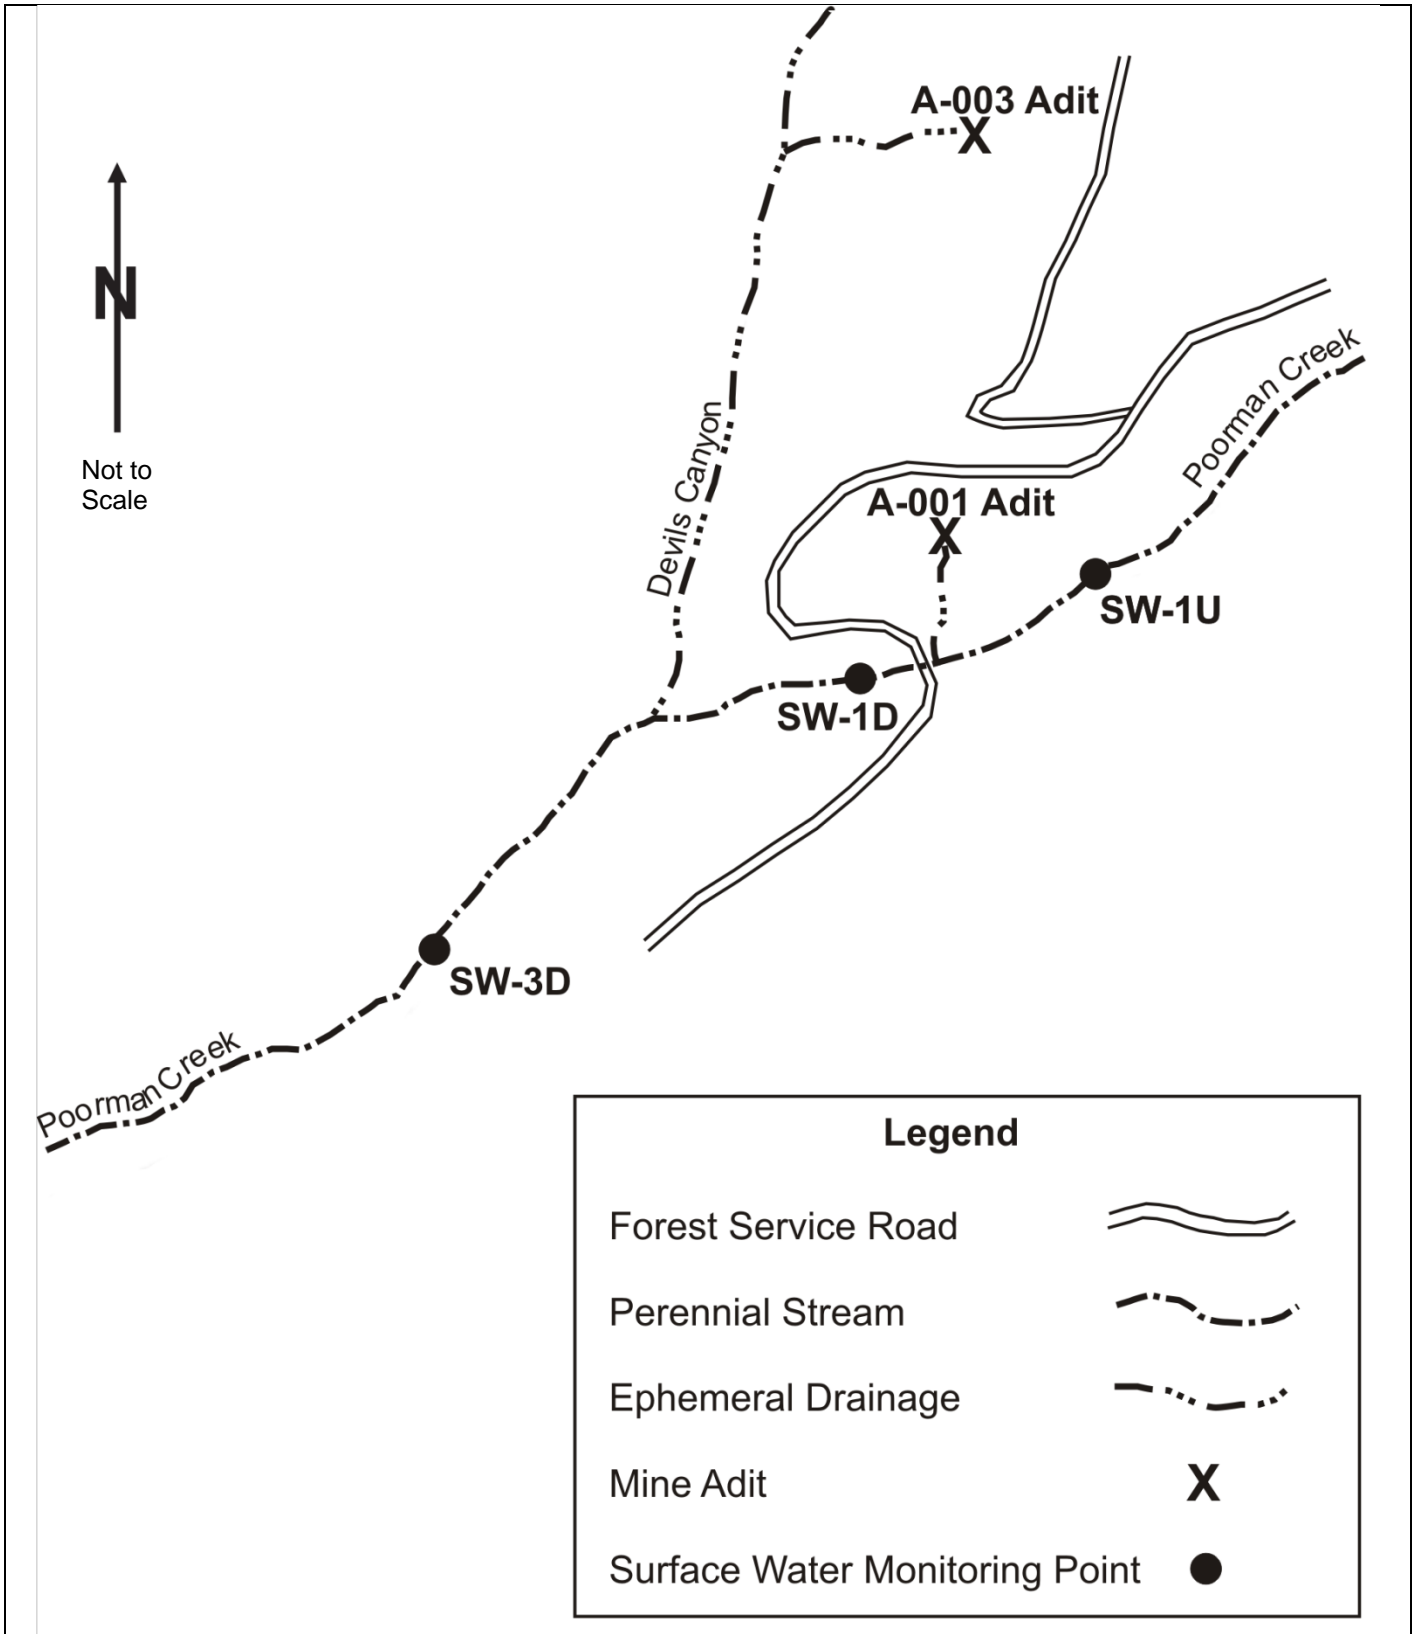 A-003 Adit
X
N
Not to
Scale
Poorman Creek
Devils Canyon
A-001 Adit
X
SW-1U
SW-1D
SW-3D
Poorman Creek
Legend
Forest Service Road
Perennial Stream
Ephemeral Drainage
Mine Adit X
Surface Water Monitoring Point